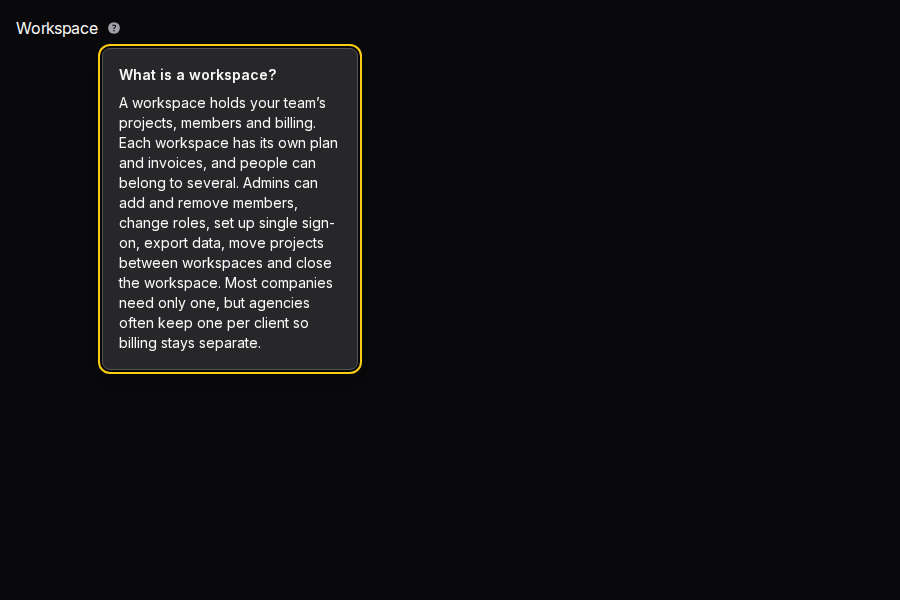 Workspace ?
What is a workspace?
A workspace holds your team’s
projects, members and billing.
Each workspace has its own plan
and invoices, and people can
belong to several. Admins can
add and remove members,
change roles, set up single sign-
on, export data, move projects
between workspaces and close
the workspace. Most companies
need only one, but agencies
often keep one per client so
billing stays separate.